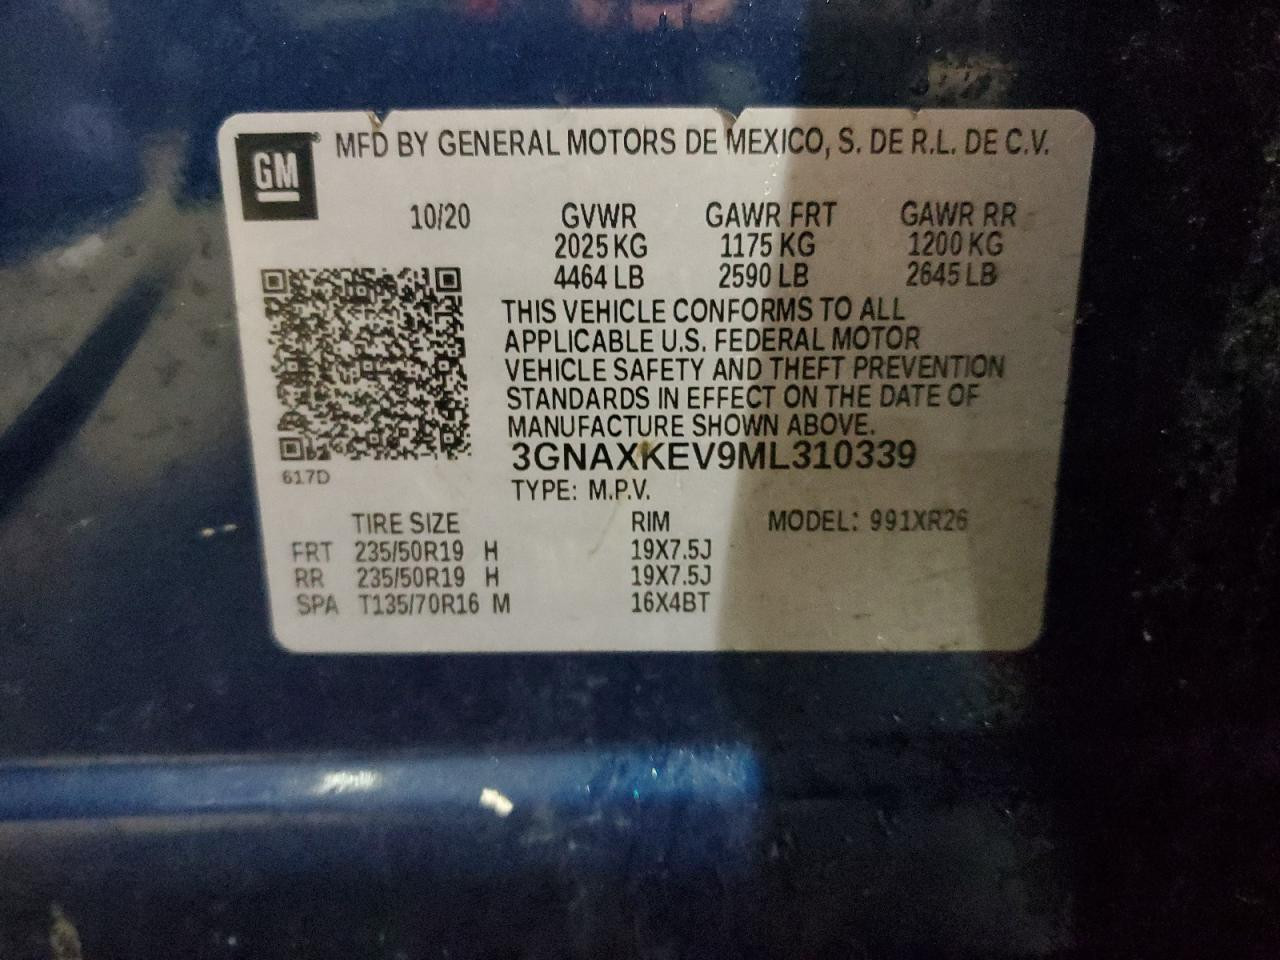 GM® MFD BY GENERAL MOTORS DE MEXICO, S. DE R.L. DE C.V.
10/20 GVWR GAWR FRT GAWR RR
2025 KG 1175 KG 1200 KG
4464 LB 2590 LB 2645 LB
THIS VEHICLE CONFORMS TO ALL
APPLICABLE U.S. FEDERAL MOTOR
VEHICLE SAFETY AND THEFT PREVENTION
STANDARDS IN EFFECT ON THE DATE OF
MANUFACTURE SHOWN ABOVE.
3GNAXKEV9ML310339
617D
TYPE: M.P.V.
TIRE SIZE RIM MODEL: 991XR26
FRT 235/50R19 H 19X7.5J
RR 235/50R19 H 19X7.5J
SPA T135/70R16 M 16X4BT